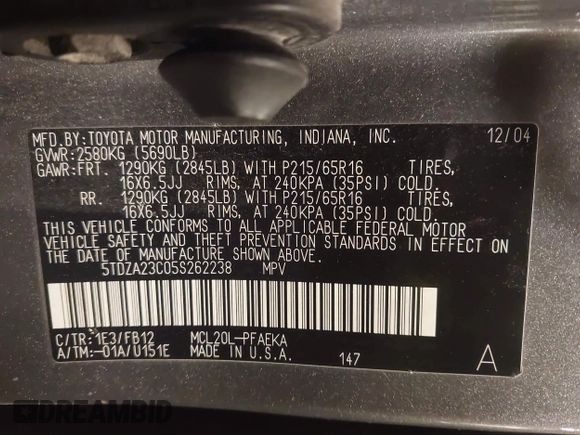 MFD.BY:TOYOTA MOTOR MANUFACTURING, INDIANA, INC. 12/04
GVWR:2580KG (5690LB)
GAWR:FRT. 1290KG (2845LB) WITH P215/65R16 TIRES,
16X6.5JJ RIMS, AT 240KPA (35PSI) COLD.
RR. 1290KG (2845LB) WITH P215/65R16 TIRES,
16X6.5JJ RIMS, AT 240KPA (35PSI) COLD.
THIS VEHICLE CONFORMS TO ALL APPLICABLE FEDERAL MOTOR
VEHICLE SAFETY AND THEFT PREVENTION STANDARDS IN EFFECT ON
THE DATE OF MANUFACTURE SHOWN ABOVE.
5TDZA23C05S262238 MPV
C/TR:1E3/FB12 MCL20L-PFAEKA
A/TM:-01A/U151E MADE IN U.S.A. 147 A
DREAMBID